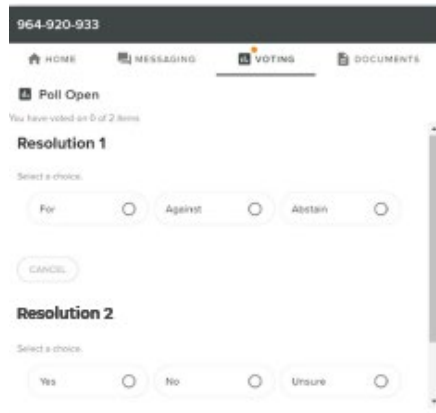 964-920-933
HOME MESSAGING VOTING DOCUMENTS
Poll Open
You have voted on 0 of 2 items
Resolution 1
Select a choice.
For Against Abstain
CANCEL
Resolution 2
Select a choice.
Yes No Unsure